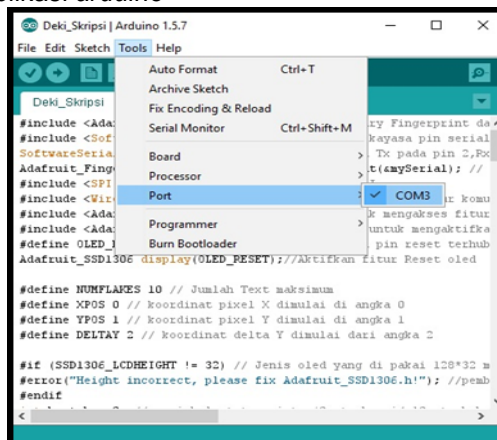 Deki_Skripsi | Arduino 1.5.7
File Edit Sketch Tools Help
Auto Format Ctrl+T
Archive Sketch
Fix Encoding & Reload
Serial Monitor Ctrl+Shift+M
Board
Processor
Port
COM3
Programmer
Burn Bootloader
Deki_Skripsi
#include <Ada ry Fingerprint da
#include <Sof kayasa pin serial
SoftwareSeria Tx pada pin 2,Rx
Adafruit_Fing t(&mySerial); //
#include <SPI
#include <Wir r komu
#include <Ada k mengakses fitur
#include <Ada untuk mengaktifka
#define OLED_ pin reset terhub
Adafruit_SSD1306 display(OLED_RESET);//Aktifkan fitur Reset oled
#define NUMFLAKES 10 // Jumlah Text maksimum
#define XPOS 0 // koordinat pixel X dimulai di angka 0
#define YPOS 1 // koordinat pixel Y dimulai di angka 1
#define DELTAY 2 // koordinat delta Y dimulai dari angka 2
#if (SSD1306_LCDHEIGHT != 32) // Jenis oled yang di pakai 128*32 m
#error("Height incorrect, please fix Adafruit_SSD1306.h!"); //pemb
#endif